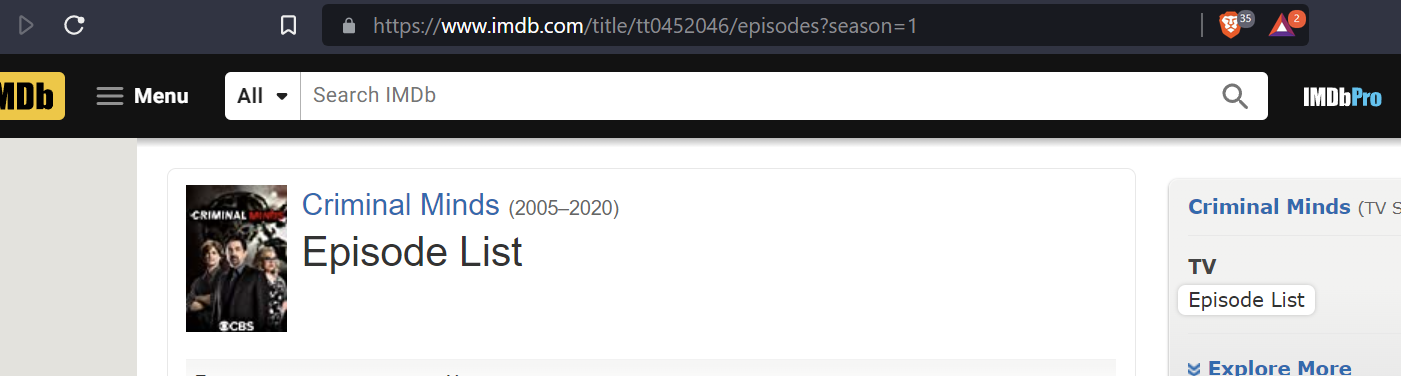 https://www.imdb.com/title/tt0452046/episodes?season=1
35
2
MDb
Menu
All
Search IMDb
IMDbPro
CRIMINAL MINDS
CBS
Criminal Minds (2005–2020)
Episode List
Criminal Minds (TV S
TV
Episode List
Explore More